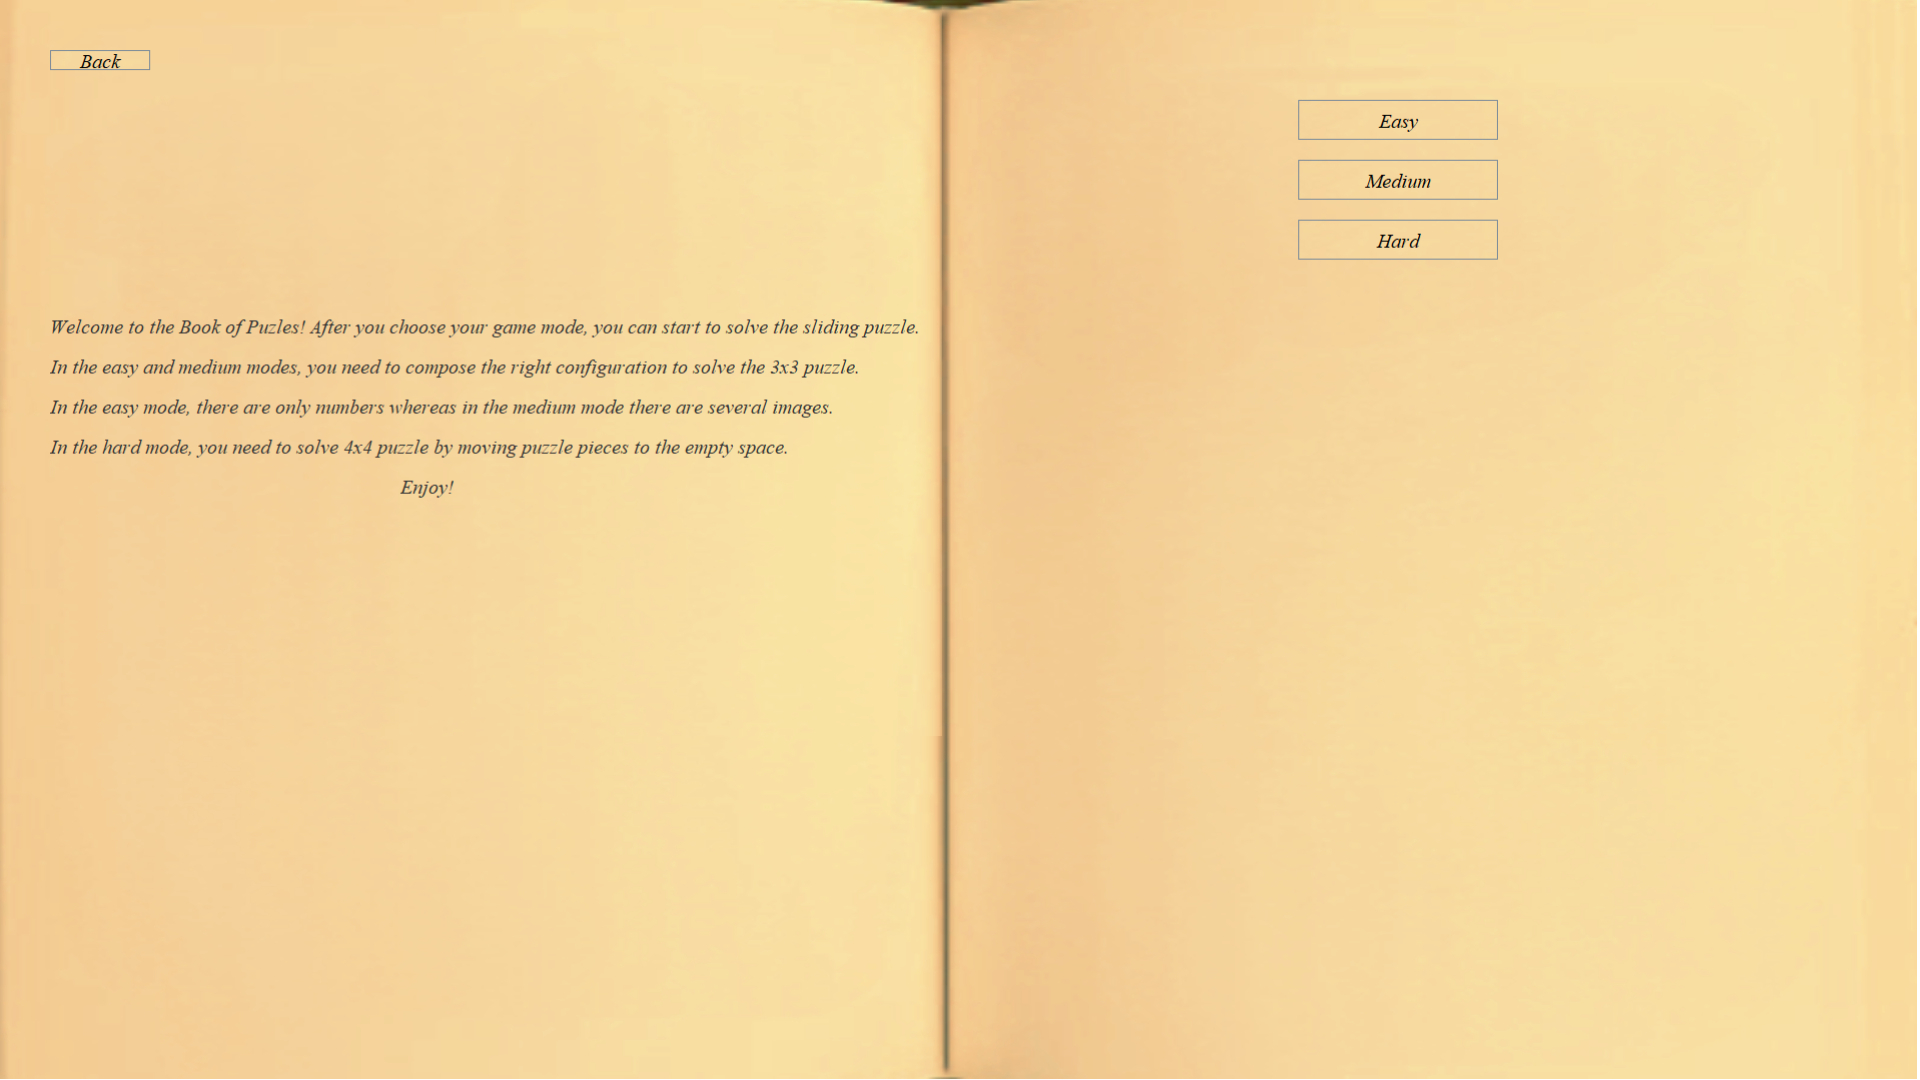 Back
Welcome to the Book of Puzles! After you choose your game mode, you can start to solve the sliding puzzle.
In the easy and medium modes, you need to compose the right configuration to solve the 3x3 puzzle.
In the easy mode, there are only numbers whereas in the medium mode there are several images.
In the hard mode, you need to solve 4x4 puzzle by moving puzzle pieces to the empty space.
Enjoy!
Easy
Medium
Hard